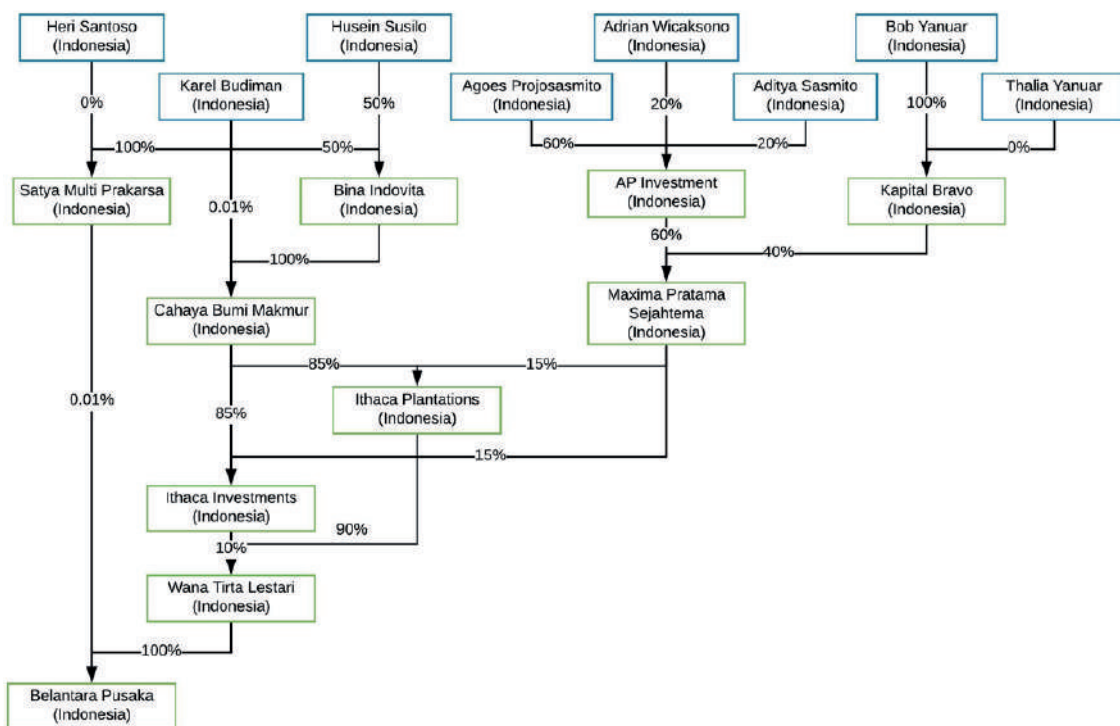 Heri Santoso
(Indonesia)
Husein Susilo
(Indonesia)
Adrian Wicaksono
(Indonesia)
Bob Yanuar
(Indonesia)
Karel Budiman
(Indonesia)
Agoes Projosasmito
(Indonesia)
Aditya Sasmito
(Indonesia)
Thalia Yanuar
(Indonesia)
0%
50%
20%
100%
100%
50%
60%
20%
0%
Satya Multi Prakarsa
(Indonesia)
0.01%
Bina Indovita
(Indonesia)
AP Investment
(Indonesia)
Kapital Bravo
(Indonesia)
60%
100%
40%
Cahaya Bumi Makmur
(Indonesia)
Maxima Pratama
Sejahtema
(Indonesia)
85%
15%
0.01%
85%
Ithaca Plantations
(Indonesia)
15%
Ithaca Investments
(Indonesia)
90%
10%
Wana Tirta Lestari
(Indonesia)
100%
Belantara Pusaka
(Indonesia)